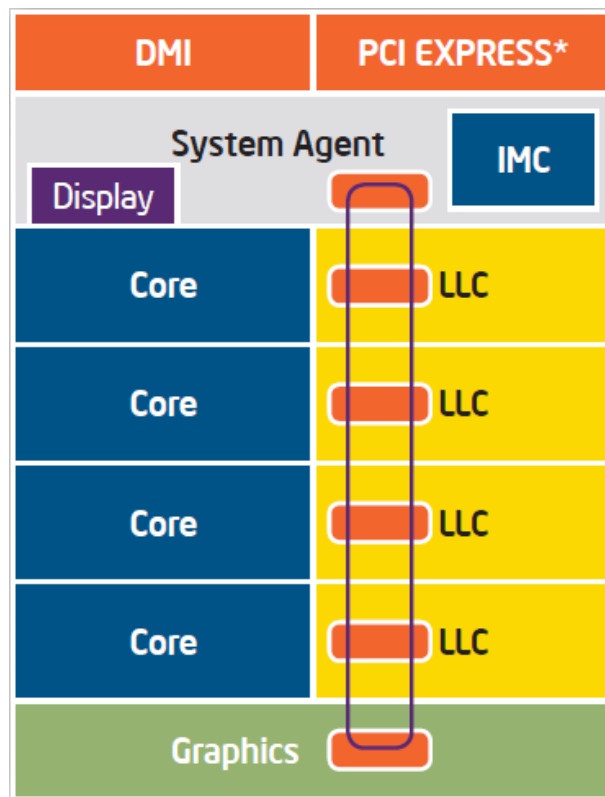 DMI
PCI EXPRESS*
System Agent
IMC
Display
Core
LLC
Core
LLC
Core
LLC
Core
LLC
Graphics